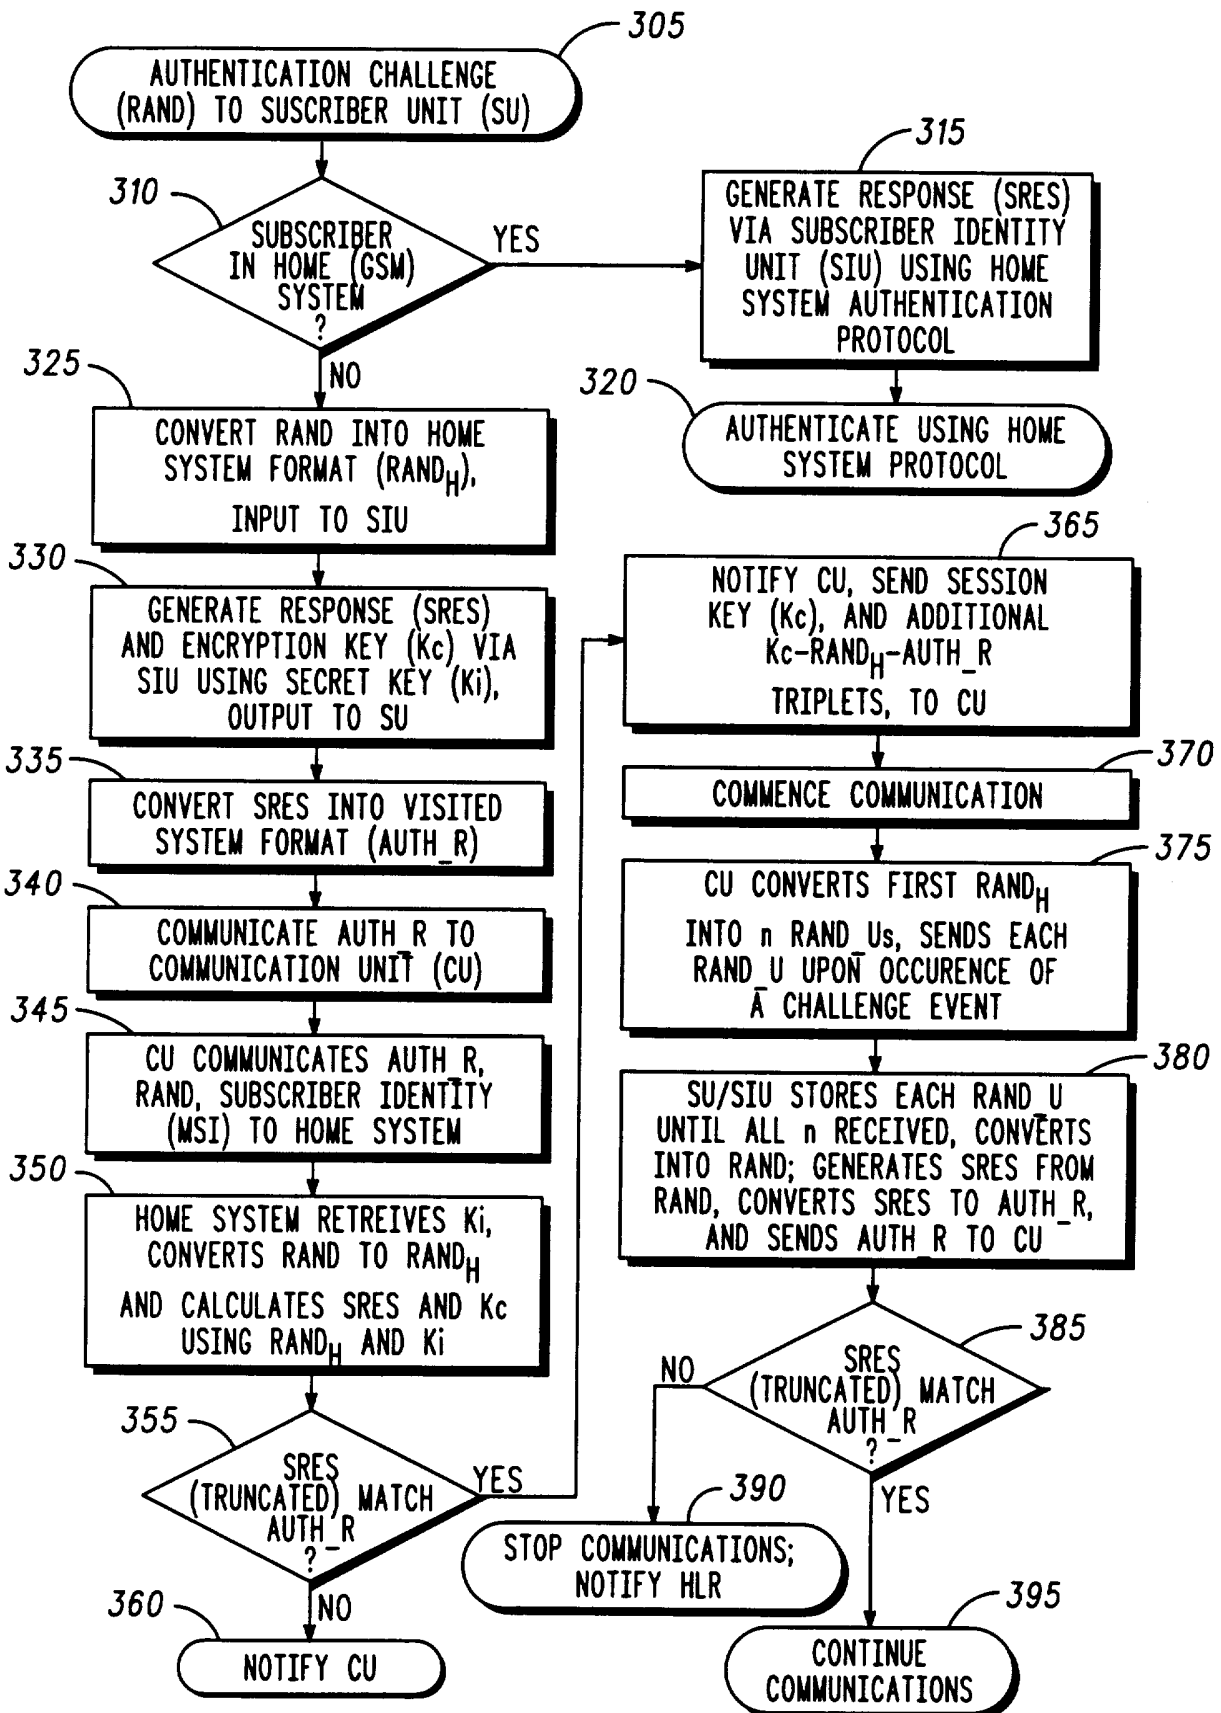 305
AUTHENTICATION CHALLENGE
(RAND) TO SUSCRIBER UNIT (SU)
310
SUBSCRIBER
IN HOME (GSM)
SYSTEM
?
YES
NO
315
GENERATE RESPONSE (SRES)
VIA SUBSCRIBER IDENTITY
UNIT (SIU) USING HOME
SYSTEM AUTHENTICATION
PROTOCOL
320
AUTHENTICATE USING HOME
SYSTEM PROTOCOL
325
CONVERT RAND INTO HOME
SYSTEM FORMAT (RAND_H),
INPUT TO SIU
330
GENERATE RESPONSE (SRES)
AND ENCRYPTION KEY (Kc) VIA
SIU USING SECRET KEY (Ki),
OUTPUT TO SU
335
CONVERT SRES INTO VISITED
SYSTEM FORMAT (AUTH_R)
340
COMMUNICATE AUTH_R TO
COMMUNICATION UNIT (CU)
345
CU COMMUNICATES AUTH_R,
RAND, SUBSCRIBER IDENTITY
(MSI) TO HOME SYSTEM
350
HOME SYSTEM RETREIVES Ki,
CONVERTS RAND TO RAND_H
AND CALCULATES SRES AND Kc
USING RAND_H AND Ki
355
SRES
(TRUNCATED) MATCH
AUTH_R
?
YES
NO
360
NOTIFY CU
365
NOTIFY CU, SEND SESSION
KEY (Kc), AND ADDITIONAL
Kc-RAND_H-AUTH_R
TRIPLETS, TO CU
370
COMMENCE COMMUNICATION
375
CU CONVERTS FIRST RAND_H
INTO n RAND_Us, SENDS EACH
RAND_U UPON OCCURENCE OF
A CHALLENGE EVENT
380
SU/SIU STORES EACH RAND_U
UNTIL ALL n RECEIVED, CONVERTS
INTO RAND; GENERATES SRES FROM
RAND, CONVERTS SRES TO AUTH_R,
AND SENDS AUTH_R TO CU
385
SRES
(TRUNCATED) MATCH
AUTH_R
?
NO
YES
390
STOP COMMUNICATIONS;
NOTIFY HLR
395
CONTINUE
COMMUNICATIONS